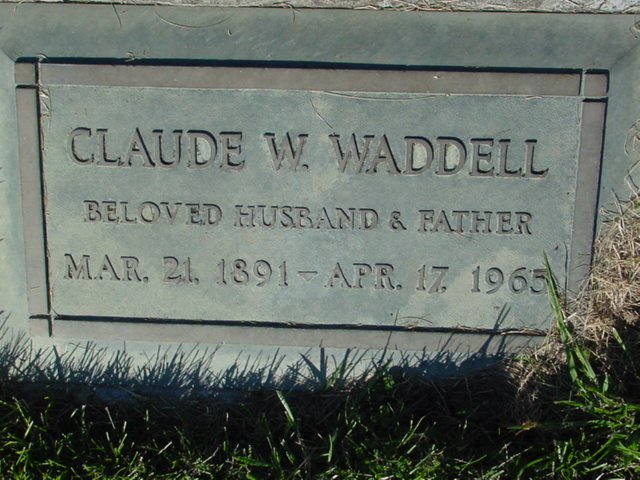 CLAUDE W. WADDELL
BELOVED HUSBAND & FATHER
MAR. 21, 1891 – APR. 17, 1965